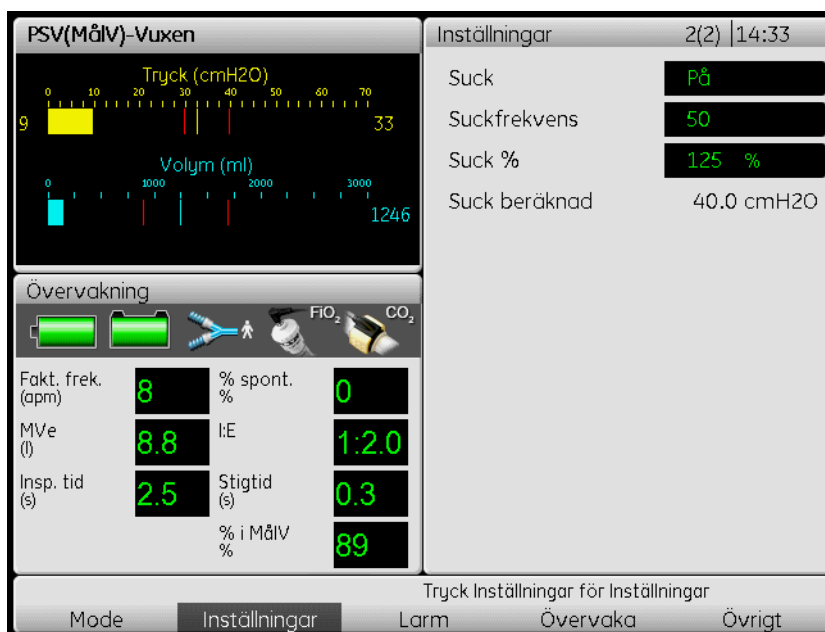 PSV(MålV)-Vuxen
Tryck (cmH2O)
0 10 20 30 40 50 60 70
9 33
Volym (ml)
0 1000 2000 3000
1246
Övervakning
FiO2 CO2
Fakt. frek. (apm) 8 % spont. % 0
MVe (l) 8.8 I:E 1:2.0
Insp. tid (s) 2.5 Stigtid (s) 0.3
% i MålV % 89
Inställningar 2(2) 14:33
Suck På
Suckfrekvens 50
Suck % 125 %
Suck beräknad 40.0 cmH2O
Tryck Inställningar för Inställningar
Mode Inställningar Larm Övervaka Övrigt